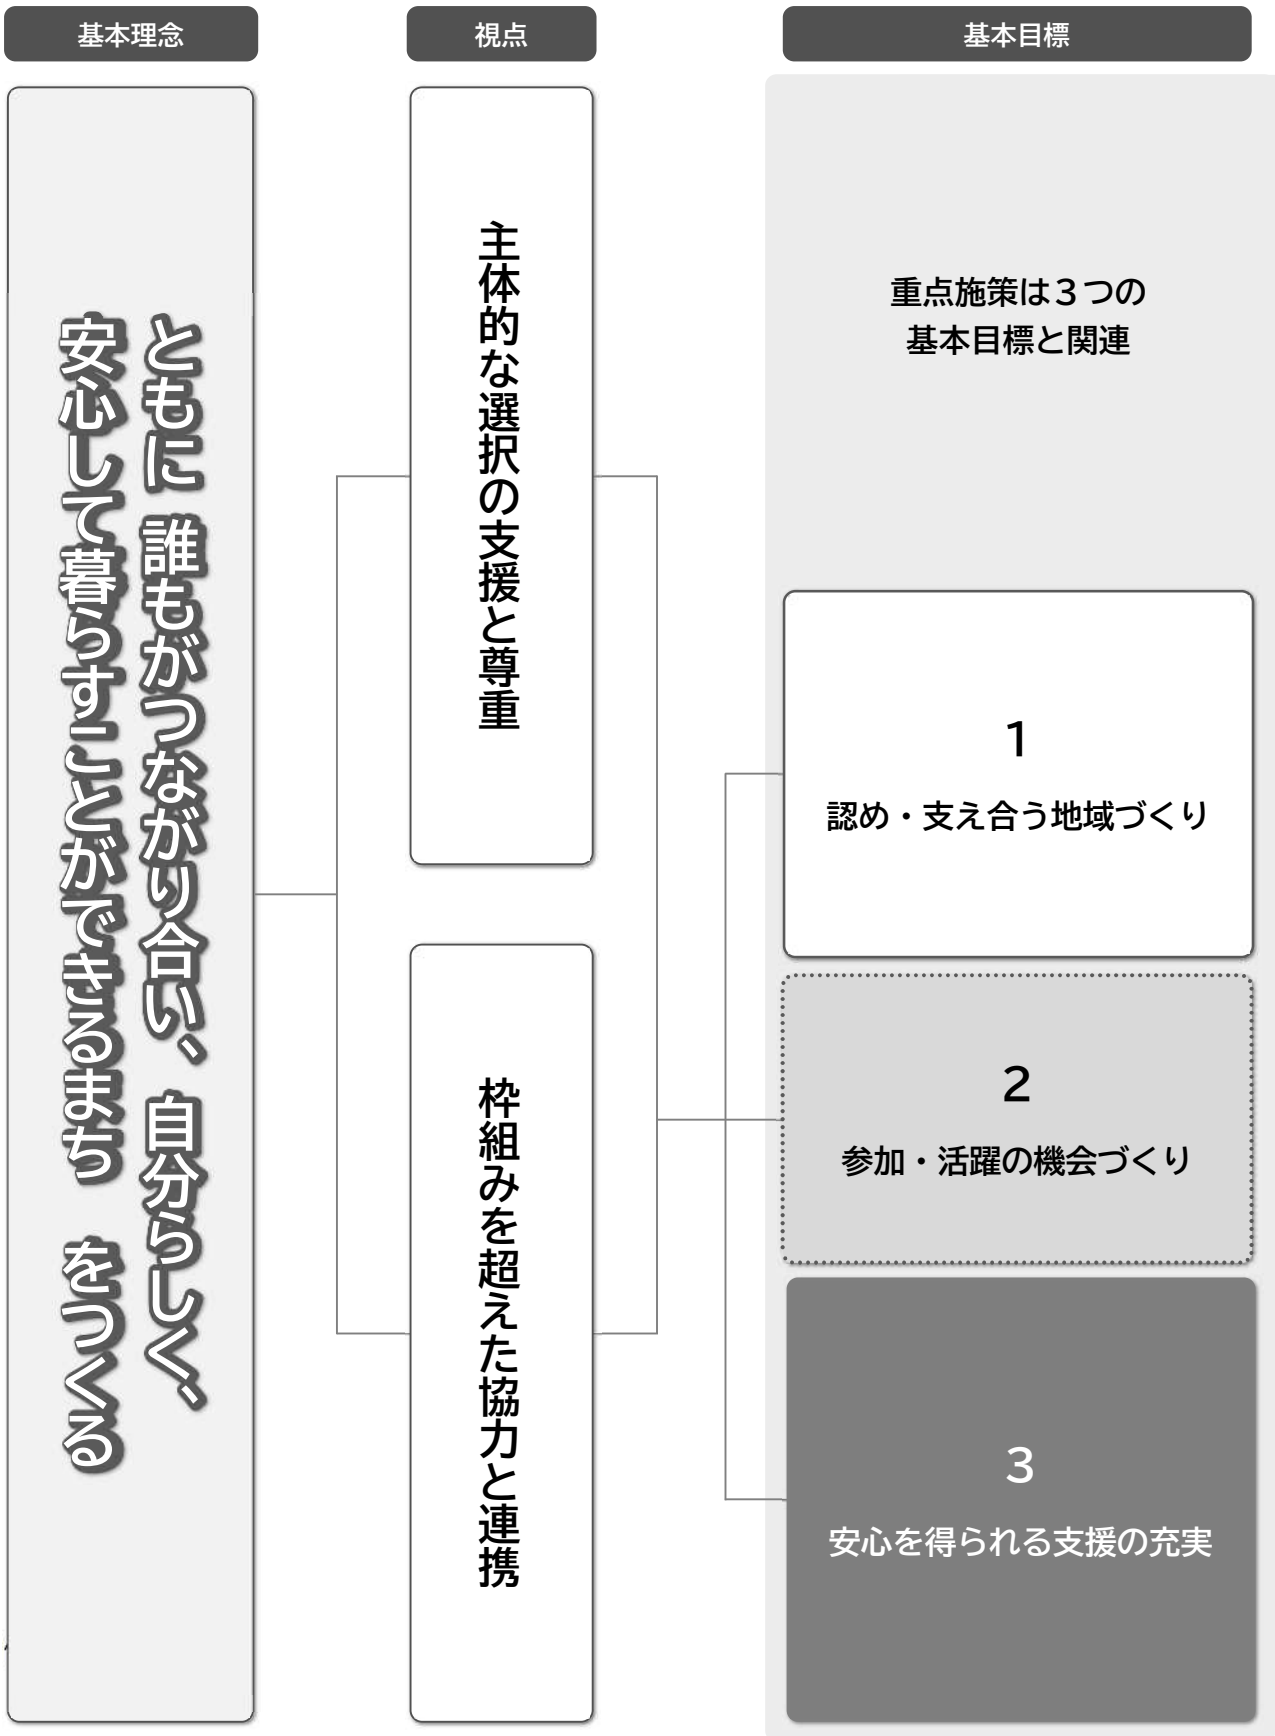 基本理念
視点
基本目標
ともに 誰もがつながり合い、自分らしく、
安心して暮らすことができるまち をつくる
主体的な選択の支援と尊重
枠組みを超えた協力と連携
重点施策は３つの
基本目標と関連
1
認め・支え合う地域づくり
2
参加・活躍の機会づくり
3
安心を得られる支援の充実